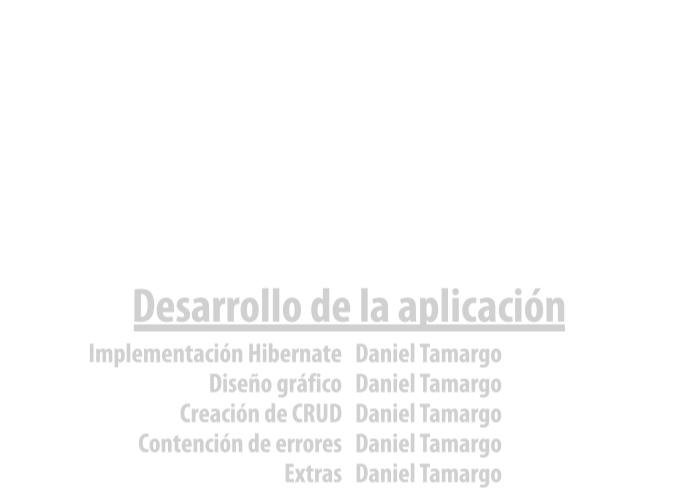 Desarrollo de la aplicación
Implementación Hibernate Daniel Tamargo
Diseño gráfico Daniel Tamargo
Creación de CRUD Daniel Tamargo
Contención de errores Daniel Tamargo
Extras Daniel Tamargo